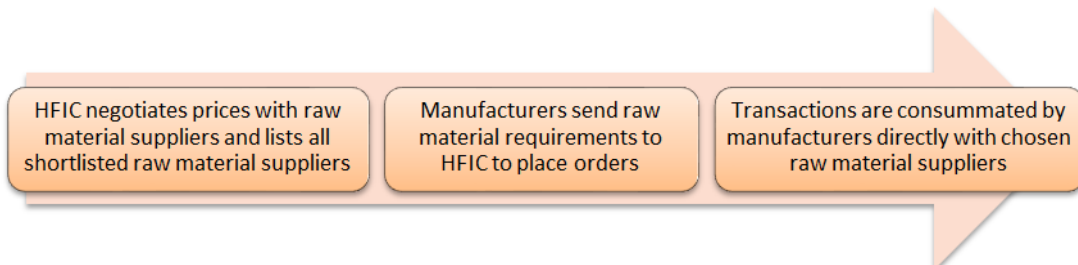 HFIC negotiates prices with raw
material suppliers and lists all
shortlisted raw material suppliers
Manufacturers send raw
material requirements to
HFIC to place orders
Transactions are consummated by
manufacturers directly with chosen
raw material suppliers